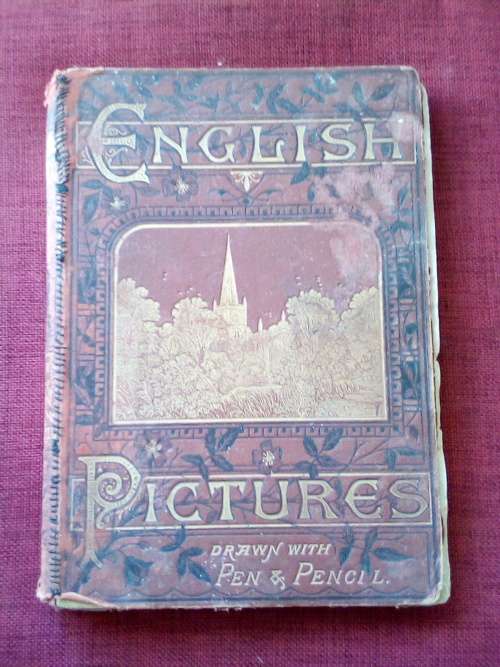 ENGLISH
PICTURES
DRAWN WITH
PEN & PENCIL.